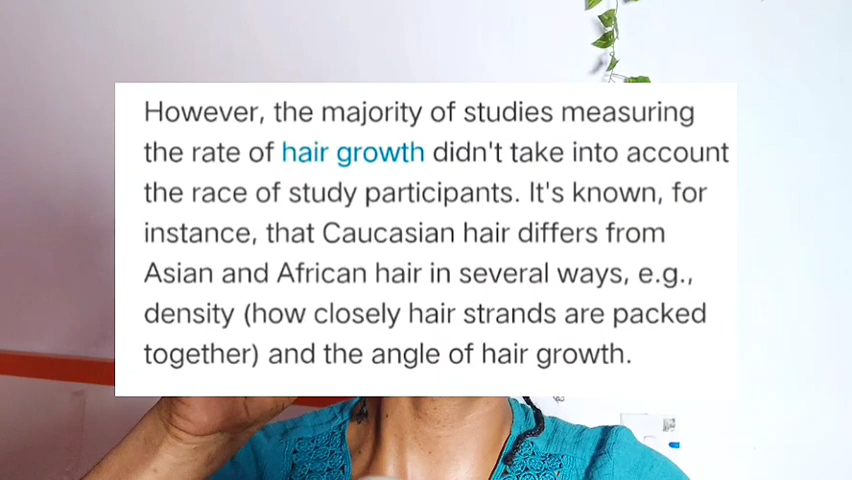 However, the majority of studies measuring
the rate of hair growth didn't take into account
the race of study participants. It's known, for
instance, that Caucasian hair differs from
Asian and African hair in several ways, e.g.,
density (how closely hair strands are packed
together) and the angle of hair growth.